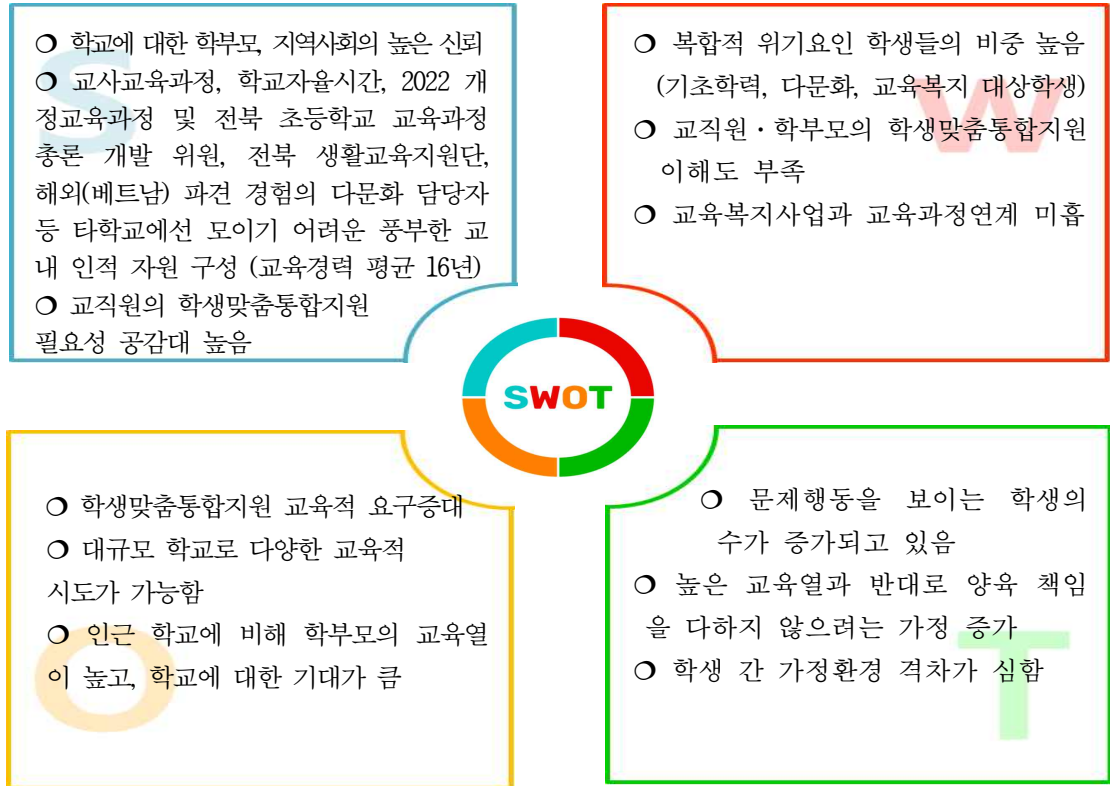 S
❍ 학교에 대한 학부모, 지역사회의 높은 신뢰
❍ 교사교육과정, 학교자율시간, 2022 개
정교육과정 및 전북 초등학교 교육과정
총론 개발 위원, 전북 생활교육지원단,
해외(베트남) 파견 경험의 다문화 담당자
등 타학교에선 모이기 어려운 풍부한 교
내 인적 자원 구성 (교육경력 평균 16년)
❍ 교직원의 학생맞춤통합지원
필요성 공감대 높음
W
❍ 복합적 위기요인 학생들의 비중 높음
(기초학력, 다문화, 교육복지 대상학생)
❍ 교직원・학부모의 학생맞춤통합지원
이해도 부족
❍ 교육복지사업과 교육과정연계 미흡
SWOT
O
❍ 학생맞춤통합지원 교육적 요구증대
❍ 대규모 학교로 다양한 교육적
시도가 가능함
❍ 인근 학교에 비해 학부모의 교육열
이 높고, 학교에 대한 기대가 큼
T
❍ 문제행동을 보이는 학생의
수가 증가되고 있음
❍ 높은 교육열과 반대로 양육 책임
을 다하지 않으려는 가정 증가
❍ 학생 간 가정환경 격차가 심함